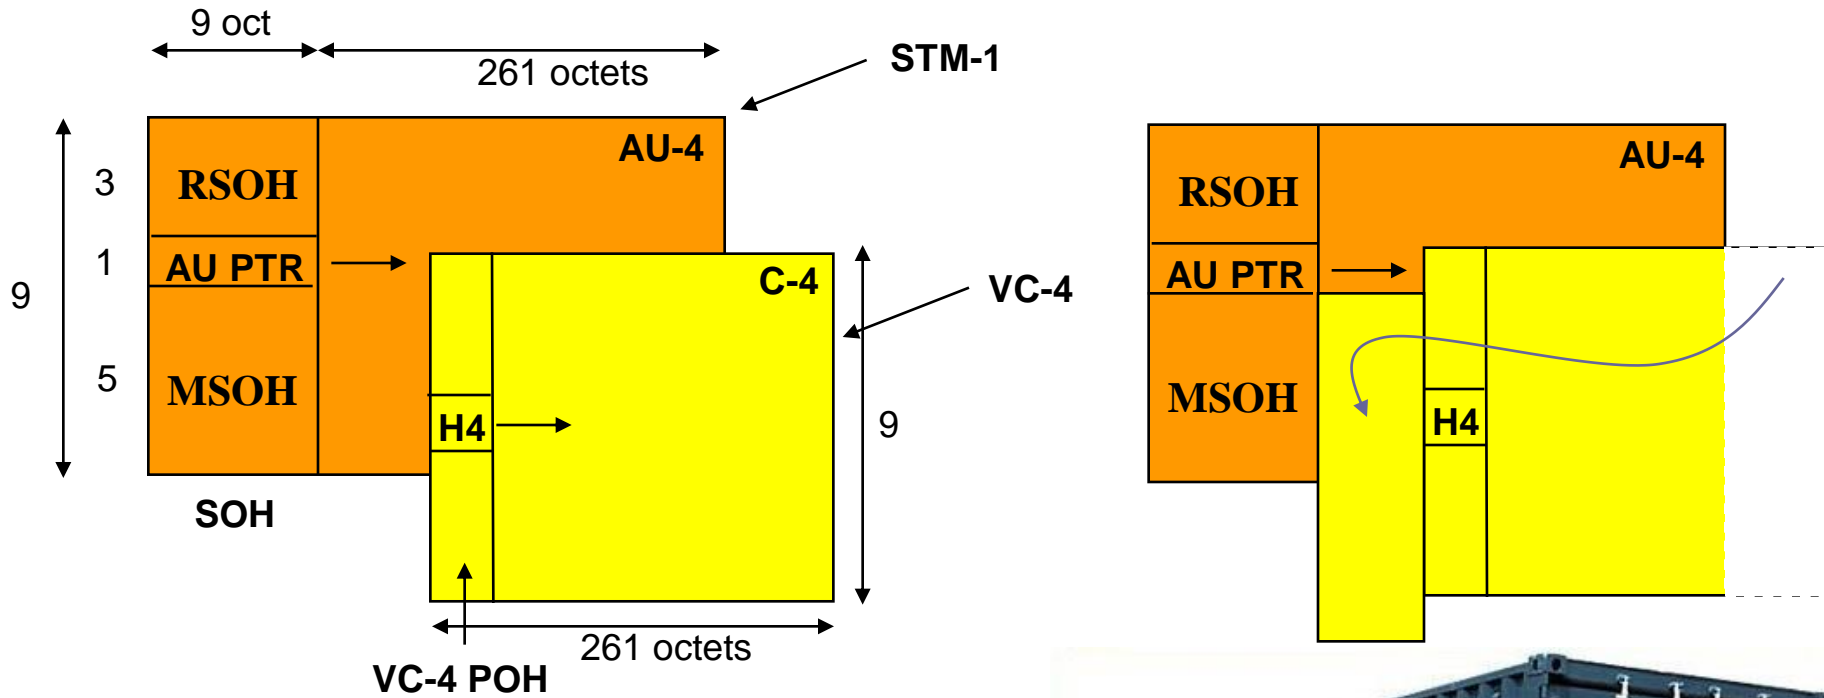 9 oct
261 octets
STM-1
AU-4
3
RSOH
1
AU PTR
9
5
MSOH
SOH
C-4
VC-4
H4
9
261 octets
VC-4 POH
AU-4
RSOH
AU PTR
MSOH
H4